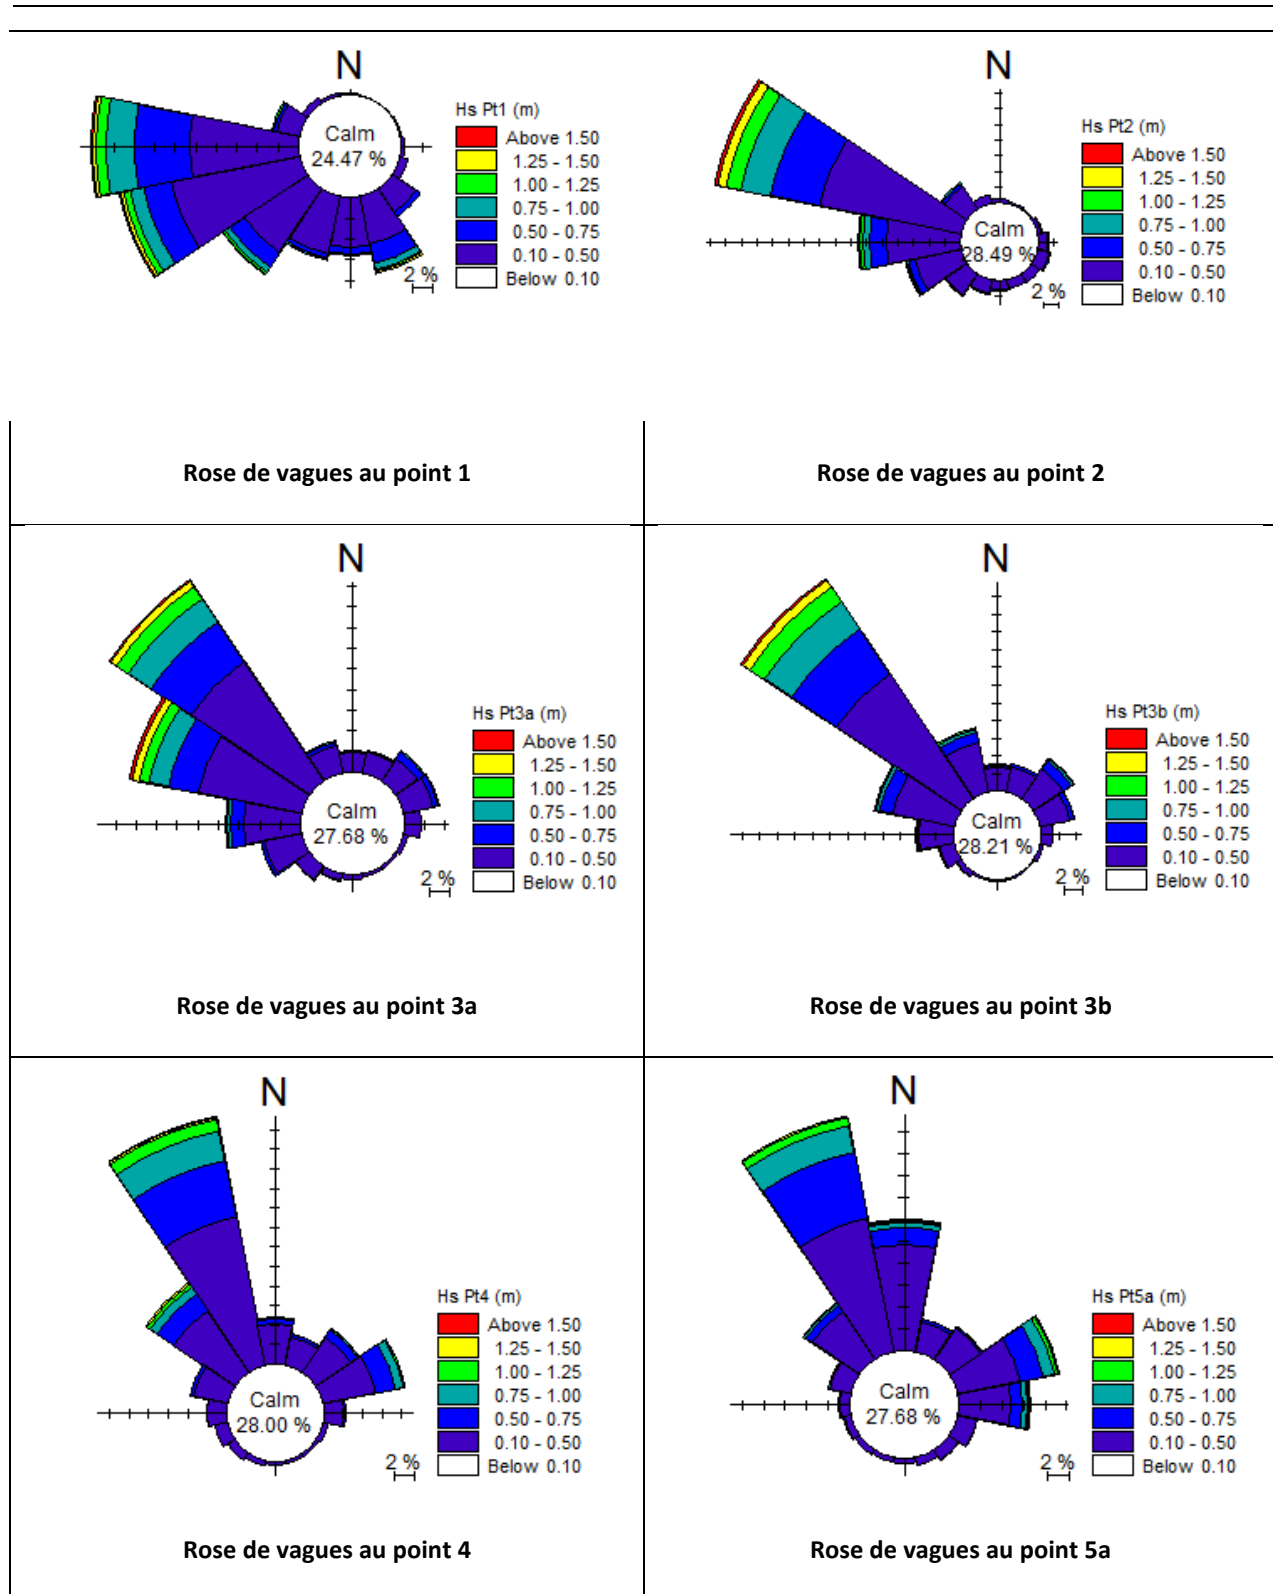 N
Calm
24.47 %
2 %
Hs Pt1 (m)
Above 1.50
1.25 - 1.50
1.00 - 1.25
0.75 - 1.00
0.50 - 0.75
0.10 - 0.50
Below 0.10
N
Calm
28.49 %
2 %
Hs Pt2 (m)
Above 1.50
1.25 - 1.50
1.00 - 1.25
0.75 - 1.00
0.50 - 0.75
0.10 - 0.50
Below 0.10
Rose de vagues au point 1
Rose de vagues au point 2
N
Calm
27.68 %
2 %
Hs Pt3a (m)
Above 1.50
1.25 - 1.50
1.00 - 1.25
0.75 - 1.00
0.50 - 0.75
0.10 - 0.50
Below 0.10
N
Calm
28.21 %
2 %
Hs Pt3b (m)
Above 1.50
1.25 - 1.50
1.00 - 1.25
0.75 - 1.00
0.50 - 0.75
0.10 - 0.50
Below 0.10
Rose de vagues au point 3a
Rose de vagues au point 3b
N
Calm
28.00 %
2 %
Hs Pt4 (m)
Above 1.50
1.25 - 1.50
1.00 - 1.25
0.75 - 1.00
0.50 - 0.75
0.10 - 0.50
Below 0.10
N
Calm
27.68 %
2 %
Hs Pt5a (m)
Above 1.50
1.25 - 1.50
1.00 - 1.25
0.75 - 1.00
0.50 - 0.75
0.10 - 0.50
Below 0.10
Rose de vagues au point 4
Rose de vagues au point 5a